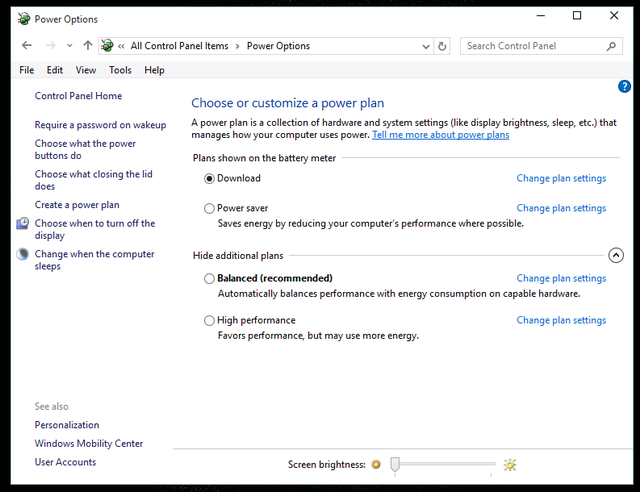 Power Options
« All Control Panel Items > Power Options
Search Control Panel
File Edit View Tools Help
?
Control Panel Home
Require a password on wakeup
Choose what the power
buttons do
Choose what closing the lid
does
Create a power plan
Choose when to turn off the
display
Change when the computer
sleeps
See also
Personalization
Windows Mobility Center
User Accounts
Choose or customize a power plan
A power plan is a collection of hardware and system settings (like display brightness, sleep, etc.) that
manages how your computer uses power. Tell me more about power plans
Plans shown on the battery meter
Download Change plan settings
Power saver Change plan settings
Saves energy by reducing your computer's performance where possible.
Hide additional plans
Balanced (recommended) Change plan settings
Automatically balances performance with energy consumption on capable hardware.
High performance Change plan settings
Favors performance, but may use more energy.
Screen brightness: